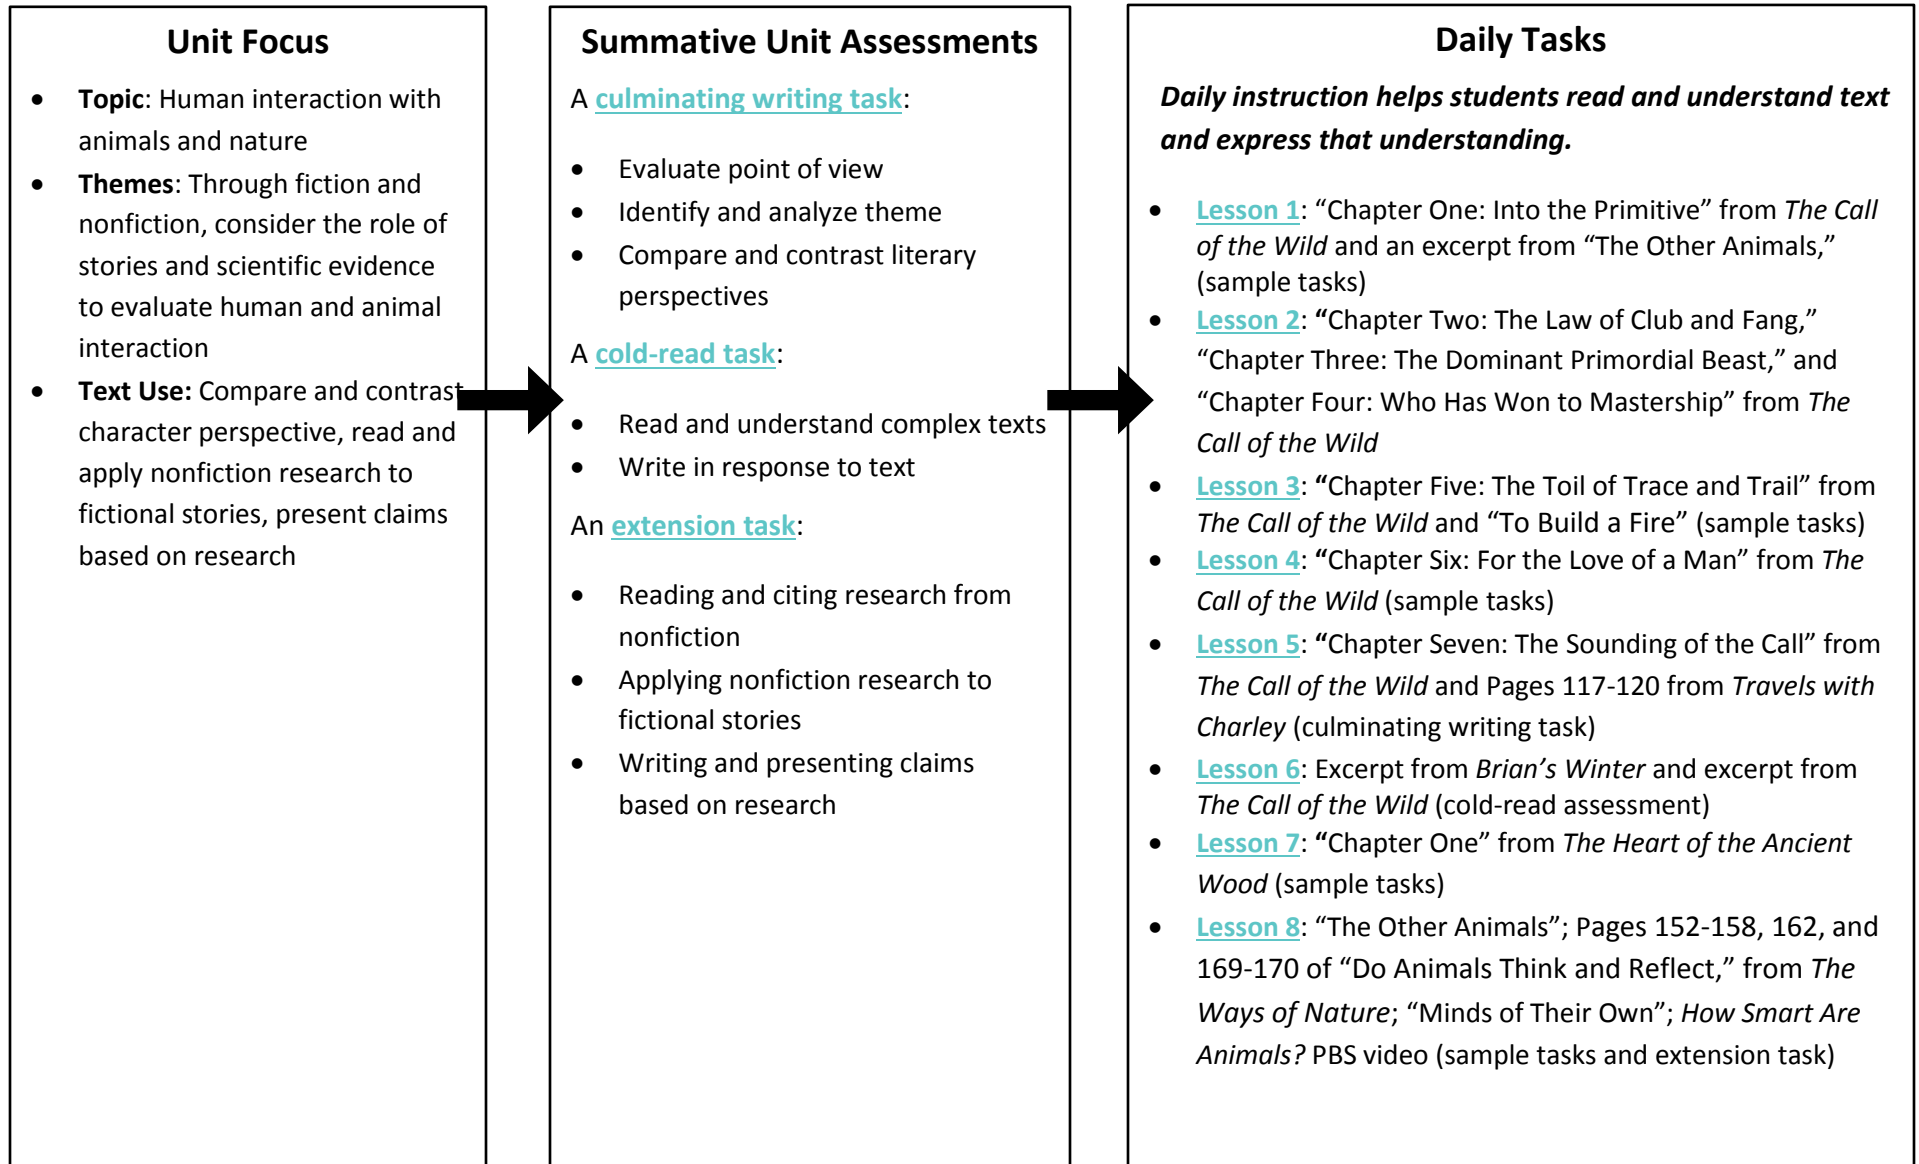 Unit Focus
• Topic: Human interaction with
animals and nature
• Themes: Through fiction and
nonfiction, consider the role of
stories and scientific evidence
to evaluate human and animal
interaction
• Text Use: Compare and contrast
character perspective, read and
apply nonfiction research to
fictional stories, present claims
based on research
Summative Unit Assessments
A culminating writing task:
• Evaluate point of view
• Identify and analyze theme
• Compare and contrast literary
perspectives
A cold-read task:
• Read and understand complex texts
• Write in response to text
An extension task:
• Reading and citing research from
nonfiction
• Applying nonfiction research to
fictional stories
• Writing and presenting claims
based on research
Daily Tasks
Daily instruction helps students read and understand text
and express that understanding.
• Lesson 1: “Chapter One: Into the Primitive” from The Call
of the Wild and an excerpt from “The Other Animals,”
(sample tasks)
• Lesson 2: “Chapter Two: The Law of Club and Fang,”
“Chapter Three: The Dominant Primordial Beast,” and
“Chapter Four: Who Has Won to Mastership” from The
Call of the Wild
• Lesson 3: “Chapter Five: The Toil of Trace and Trail” from
The Call of the Wild and “To Build a Fire” (sample tasks)
• Lesson 4: “Chapter Six: For the Love of a Man” from The
Call of the Wild (sample tasks)
• Lesson 5: “Chapter Seven: The Sounding of the Call” from
The Call of the Wild and Pages 117-120 from Travels with
Charley (culminating writing task)
• Lesson 6: Excerpt from Brian’s Winter and excerpt from
The Call of the Wild (cold-read assessment)
• Lesson 7: “Chapter One” from The Heart of the Ancient
Wood (sample tasks)
• Lesson 8: “The Other Animals”; Pages 152-158, 162, and
169-170 of “Do Animals Think and Reflect,” from The
Ways of Nature; “Minds of Their Own”; How Smart Are
Animals? PBS video (sample tasks and extension task)